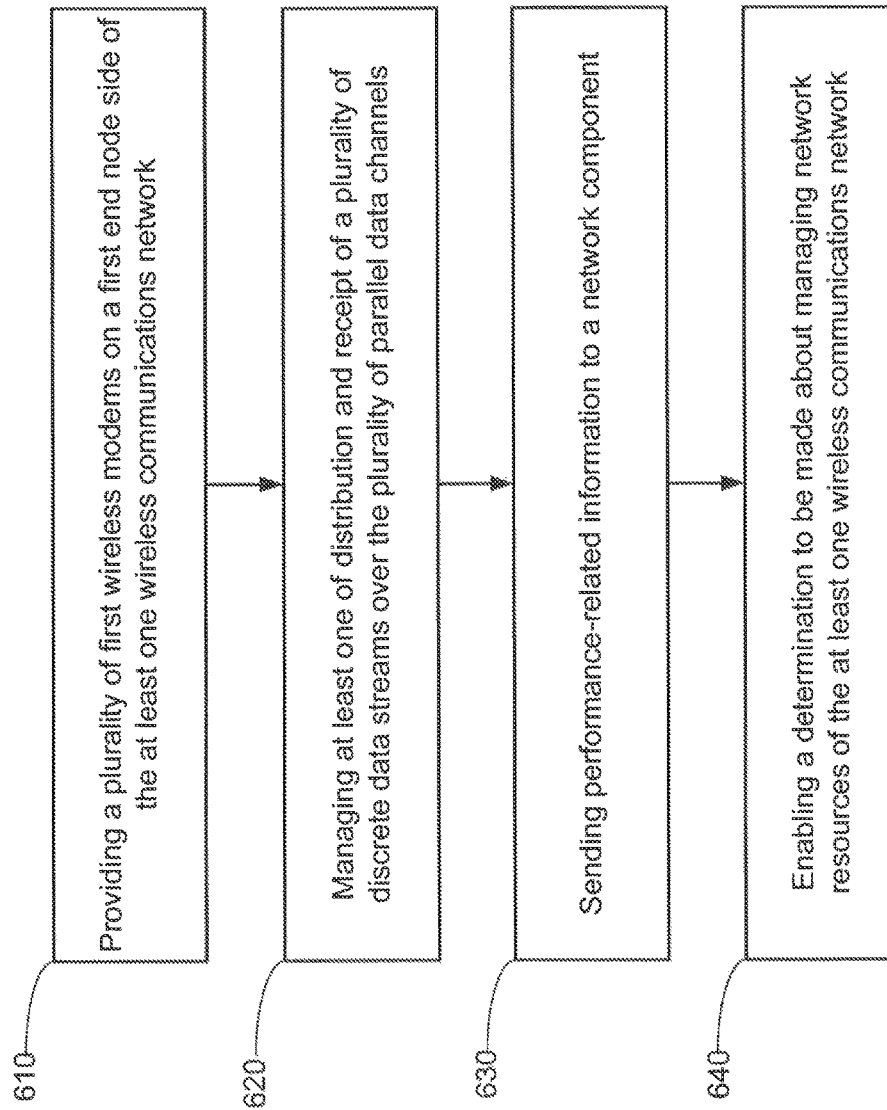 610
Providing a plurality of first wireless modems on a first end node side of
the at least one wireless communications network
620
Managing at least one of distribution and receipt of a plurality of
discrete data streams over the plurality of parallel data channels
630
Sending performance-related information to a network component
640
Enabling a determination to be made about managing network
resources of the at least one wireless communications network